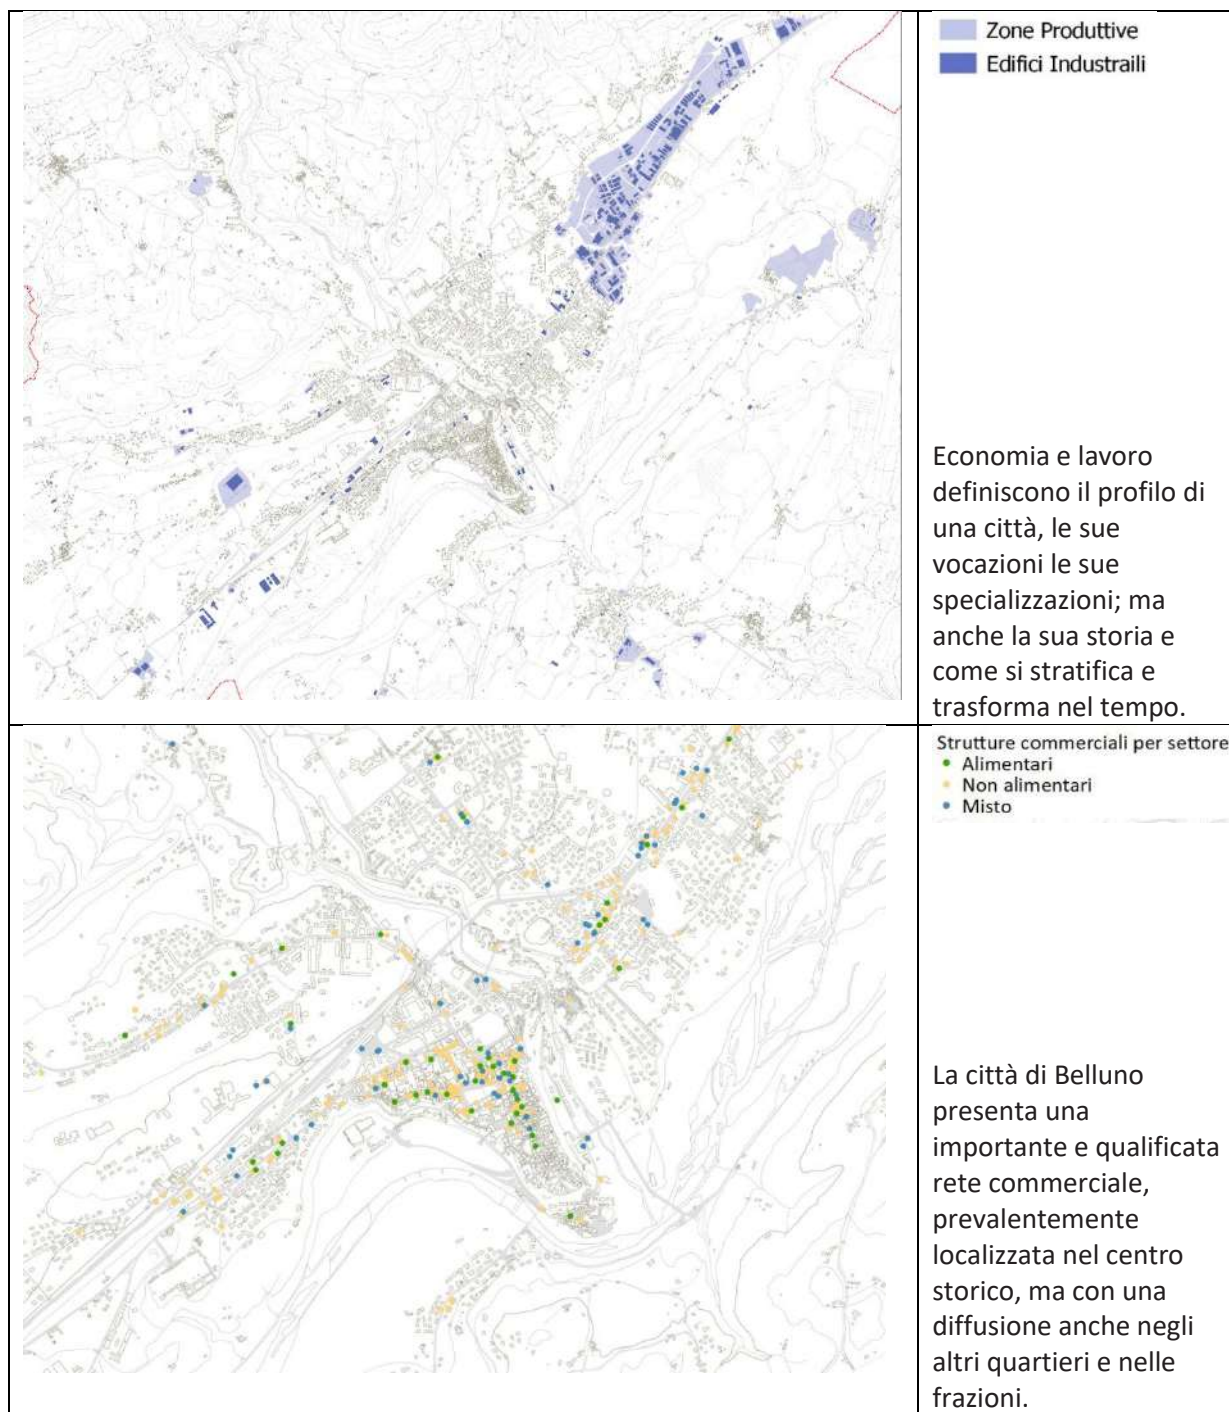 Zone Produttive
Edifici Industraili
Economia e lavoro
definiscono il profilo di
una città, le sue
vocazioni le sue
specializzazioni; ma
anche la sua storia e
come si stratifica e
trasforma nel tempo.
Strutture commerciali per settore
Alimentari
Non alimentari
Misto
La città di Belluno
presenta una
importante e qualificata
rete commerciale,
prevalentemente
localizzata nel centro
storico, ma con una
diffusione anche negli
altri quartieri e nelle
frazioni.